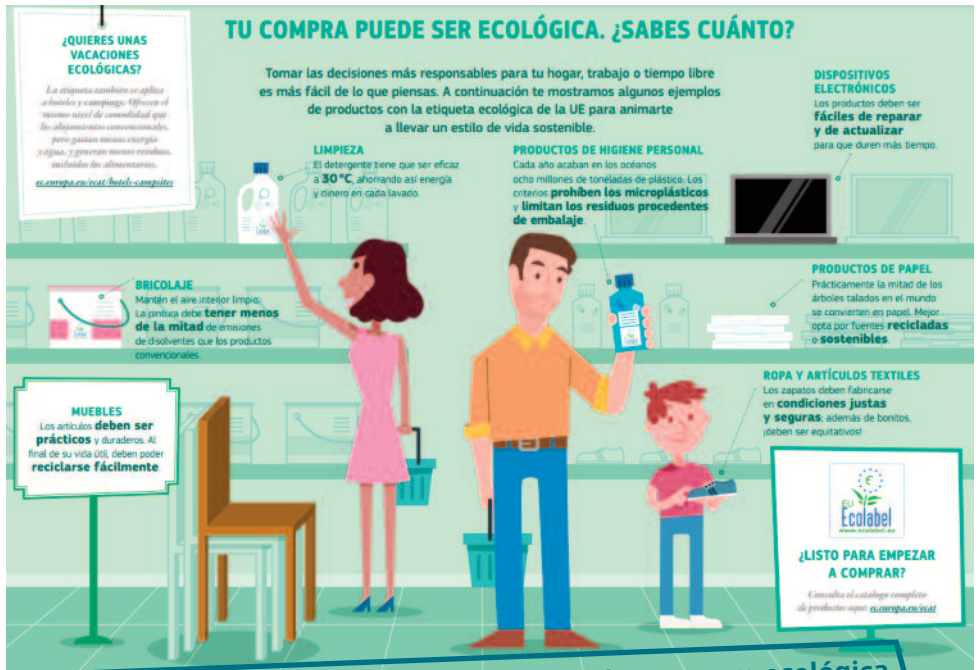 TU COMPRA PUEDE SER ECOLÓGICA. ¿SABES CUÁNTO?
Tomar las decisiones más responsables para tu hogar, trabajo o tiempo libre
es más fácil de lo que piensas. A continuación te mostramos algunos ejemplos
de productos con la etiqueta ecológica de la UE para animarte
a llevar un estilo de vida sostenible.
¿QUIERES UNAS
VACACIONES
ECOLÓGICAS?
La etiqueta también se aplica
a hoteles y campings. Ofrecen el
mismo nivel de comodidad que
los alojamientos convencionales,
pero gastan menos energía
y agua, y generan menos residuos,
incluidos los alimentarios.
ec.europa.eu/ecat/hotels-campsites
LIMPIEZA
El detergente tiene que ser eficaz
a 30 °C, ahorrando así energía
y dinero en cada lavado.
PRODUCTOS DE HIGIENE PERSONAL
Cada año acaban en los océanos
ocho millones de toneladas de plástico. Los
criterios prohíben los microplásticos
y limitan los residuos procedentes
de embalaje.
DISPOSITIVOS
ELECTRÓNICOS
Los productos deben ser
fáciles de reparar
y de actualizar
para que duren más tiempo.
BRICOLAJE
Mantén el aire interior limpio.
La pintura debe tener menos
de la mitad de emisiones
de disolventes que los productos
convencionales.
PRODUCTOS DE PAPEL
Prácticamente la mitad de los
árboles talados en el mundo
se convierten en papel. Mejor
opta por fuentes recicladas
o sostenibles.
MUEBLES
Los artículos deben ser
prácticos y duraderos. Al
final de su vida útil, deben poder
reciclarse fácilmente
ROPA Y ARTÍCULOS TEXTILES
Los zapatos deben fabricarse
en condiciones justas
y seguras; además de bonitos,
¡deben ser equitativos!
EU
Ecolabel
www.ecolabel.eu
¿LISTO PARA EMPEZAR
A COMPRAR?
Consulta el catálogo completo
de productos aquí: ec.europa.eu/ecat
ecológica